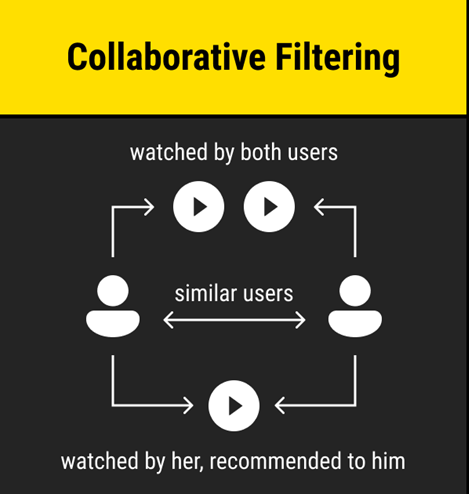 Collaborative Filtering
watched by both users
similar users
watched by her, recommended to him